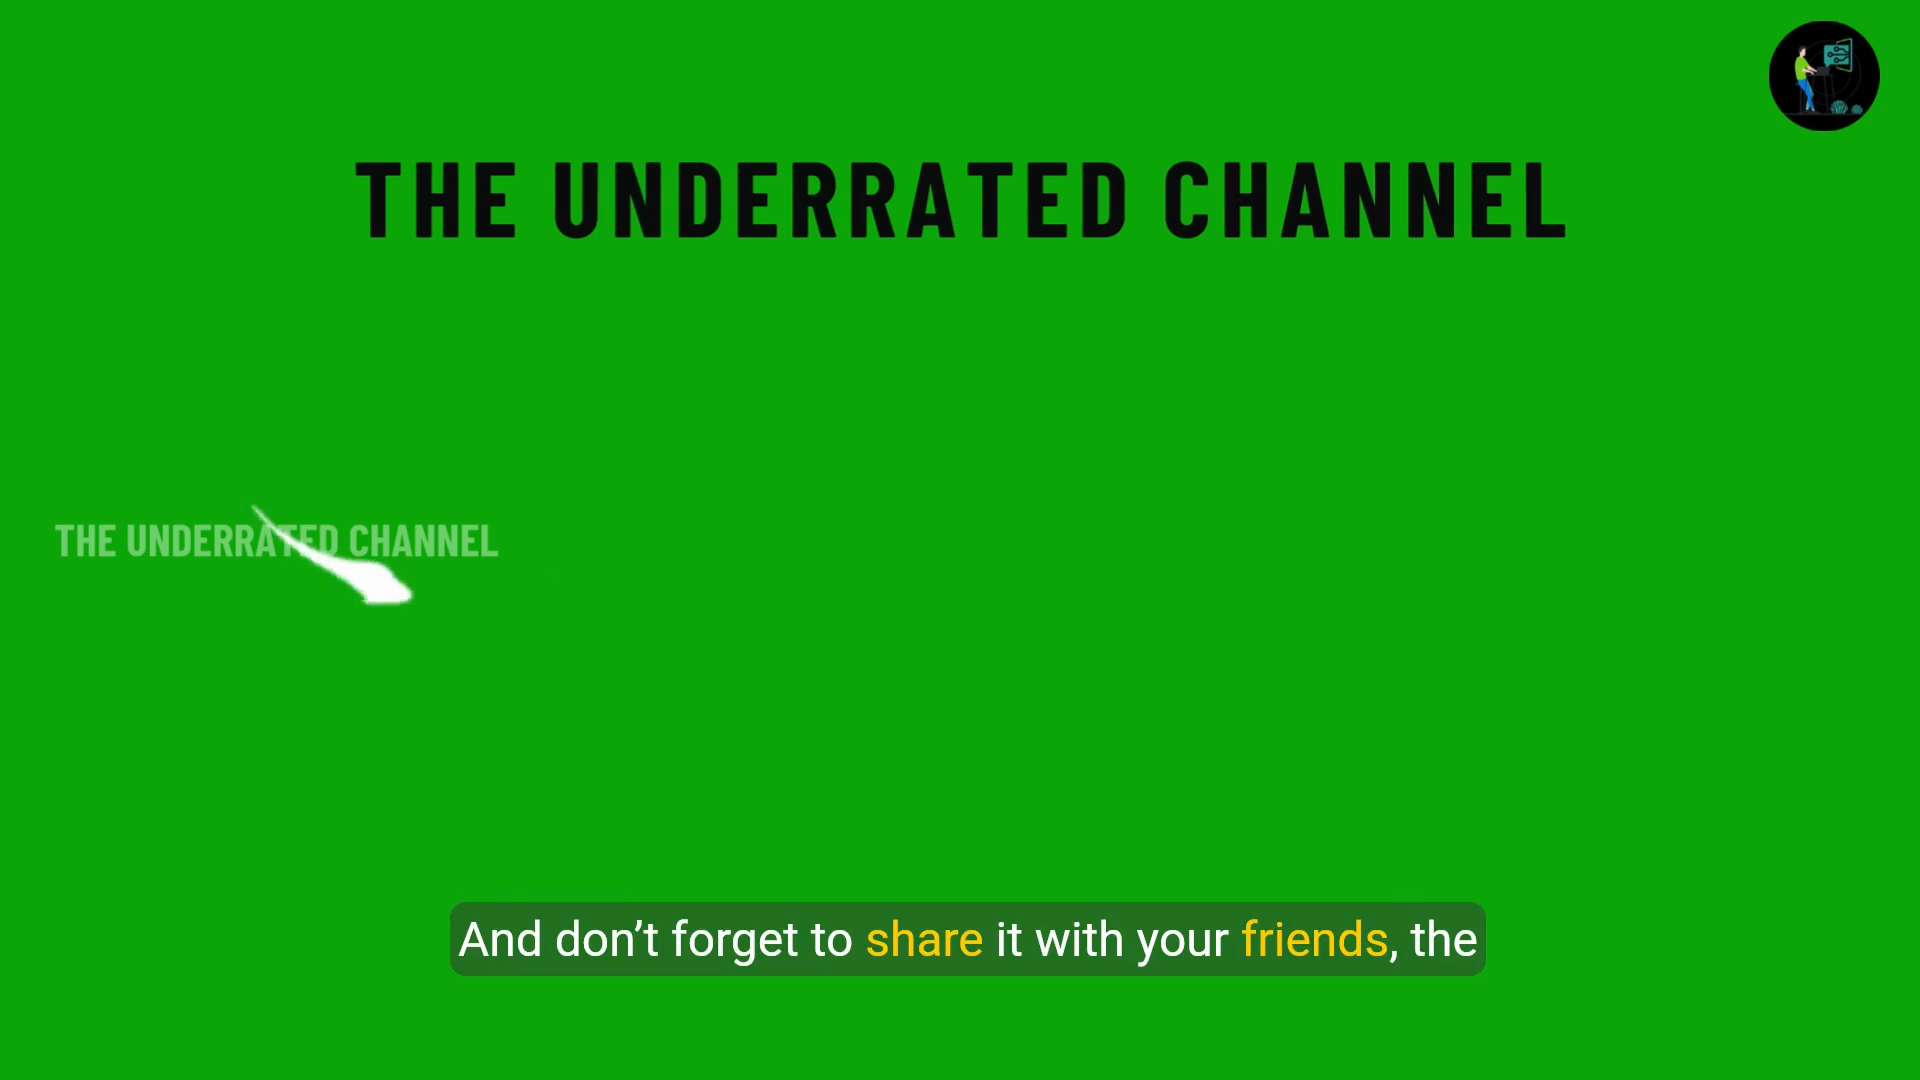 THE UNDERRATED CHANNEL
THE UNDERRATED CHANNEL
And don’t forget to share it with your friends, the